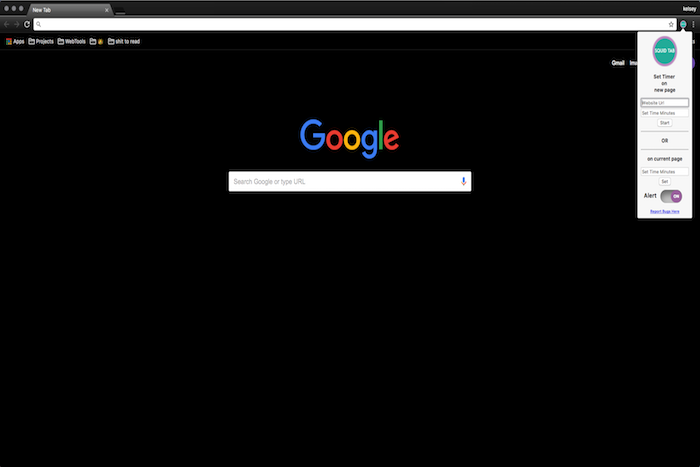 New Tab
kelsey
Apps Projects WebTools shit to read
Gmail
Google
Search Google or type URL
SQUID TAB
Set Timer
on
new page
Website Url
Set Time Minutes
Start
OR
on current page
Set Time Minutes
Set
Alert ON
Report Bugs Here